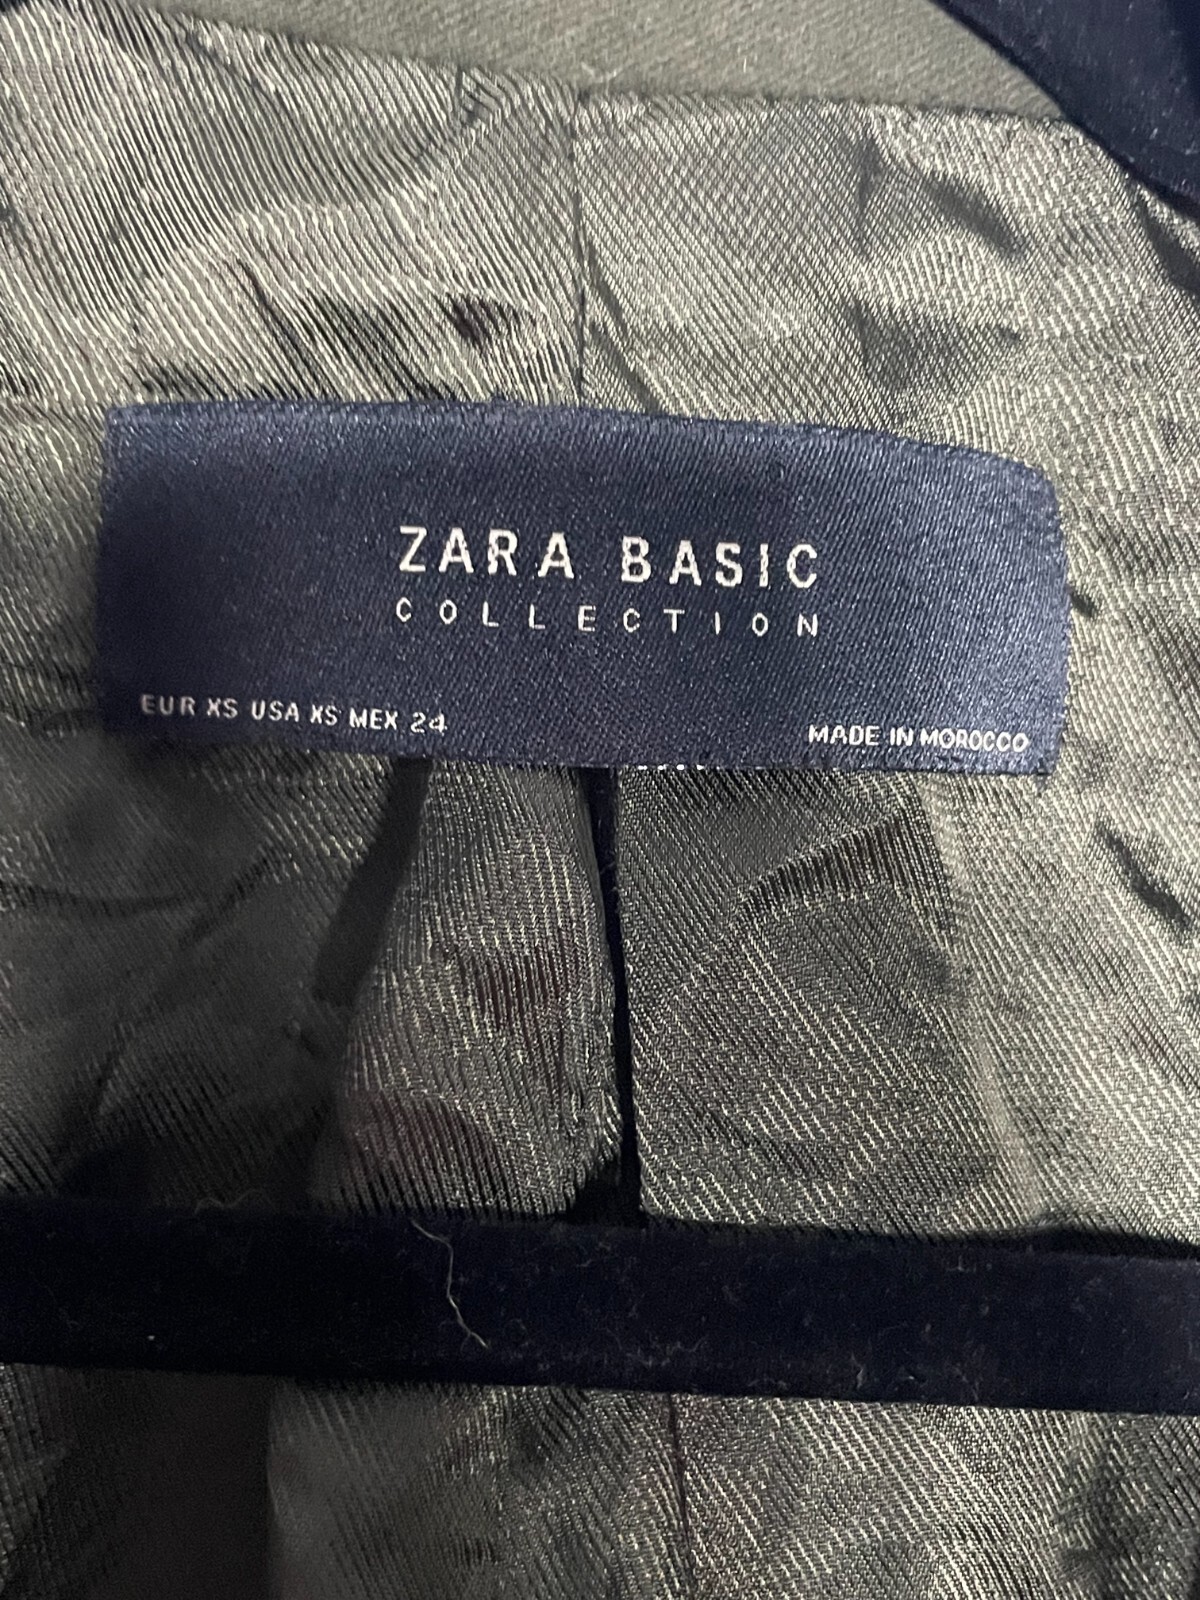 ZARA BASIC
COLLECTION
EUR XS USA XS MEX 24
MADE IN MOROCCO